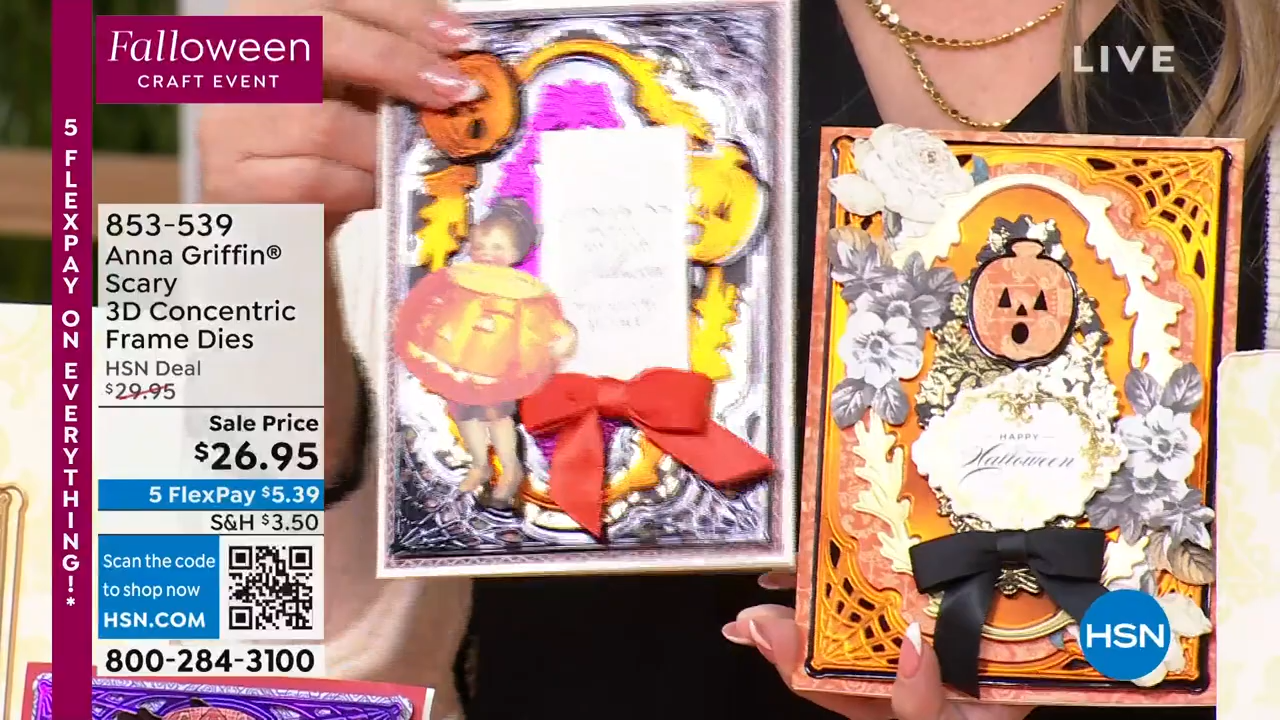 Falloween
CRAFT EVENT
LIVE
5 FLEXPAY ON EVERYTHING!*
853-539
Anna Griffin®
Scary
3D Concentric
Frame Dies
HSN Deal
$29.95
Sale Price
$26.95
5 FlexPay $5.39
S&H $3.50
Scan the code
to shop now
HSN.COM
800-284-3100
HAPPY
Halloween
HSN